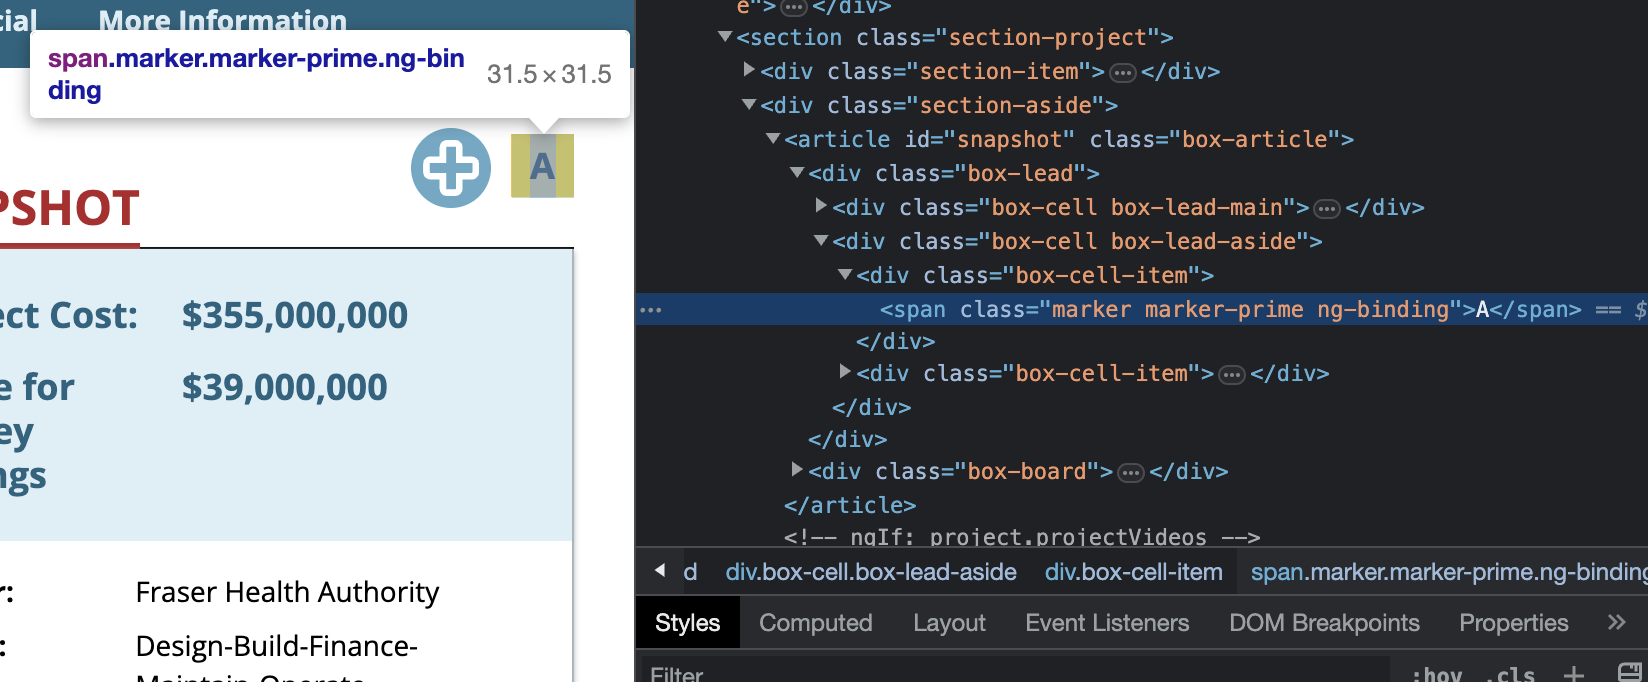 cial More Information
span.marker.marker-prime.ng-bin
ding
31.5×31.5
A
PSHOT
ect Cost: $355,000,000
e for $39,000,000
ey
ngs
r: Fraser Health Authority
: Design-Build-Finance-
Maintain-Operate
e"> ··· </div>
▼<section class="section-project">
▶<div class="section-item"> ··· </div>
▼<div class="section-aside">
▼<article id="snapshot" class="box-article">
▼<div class="box-lead">
▶<div class="box-cell box-lead-main"> ··· </div>
▼<div class="box-cell box-lead-aside">
▼<div class="box-cell-item">
··· <span class="marker marker-prime ng-binding">A</span> == $
</div>
▶<div class="box-cell-item"> ··· </div>
</div>
</div>
▶<div class="box-board"> ··· </div>
</article>
<!-- ngIf: project.projectVideos -->
d div.box-cell.box-lead-aside div.box-cell-item span.marker.marker-prime.ng-binding
Styles Computed Layout Event Listeners DOM Breakpoints Properties »
Filter :hov .cls +